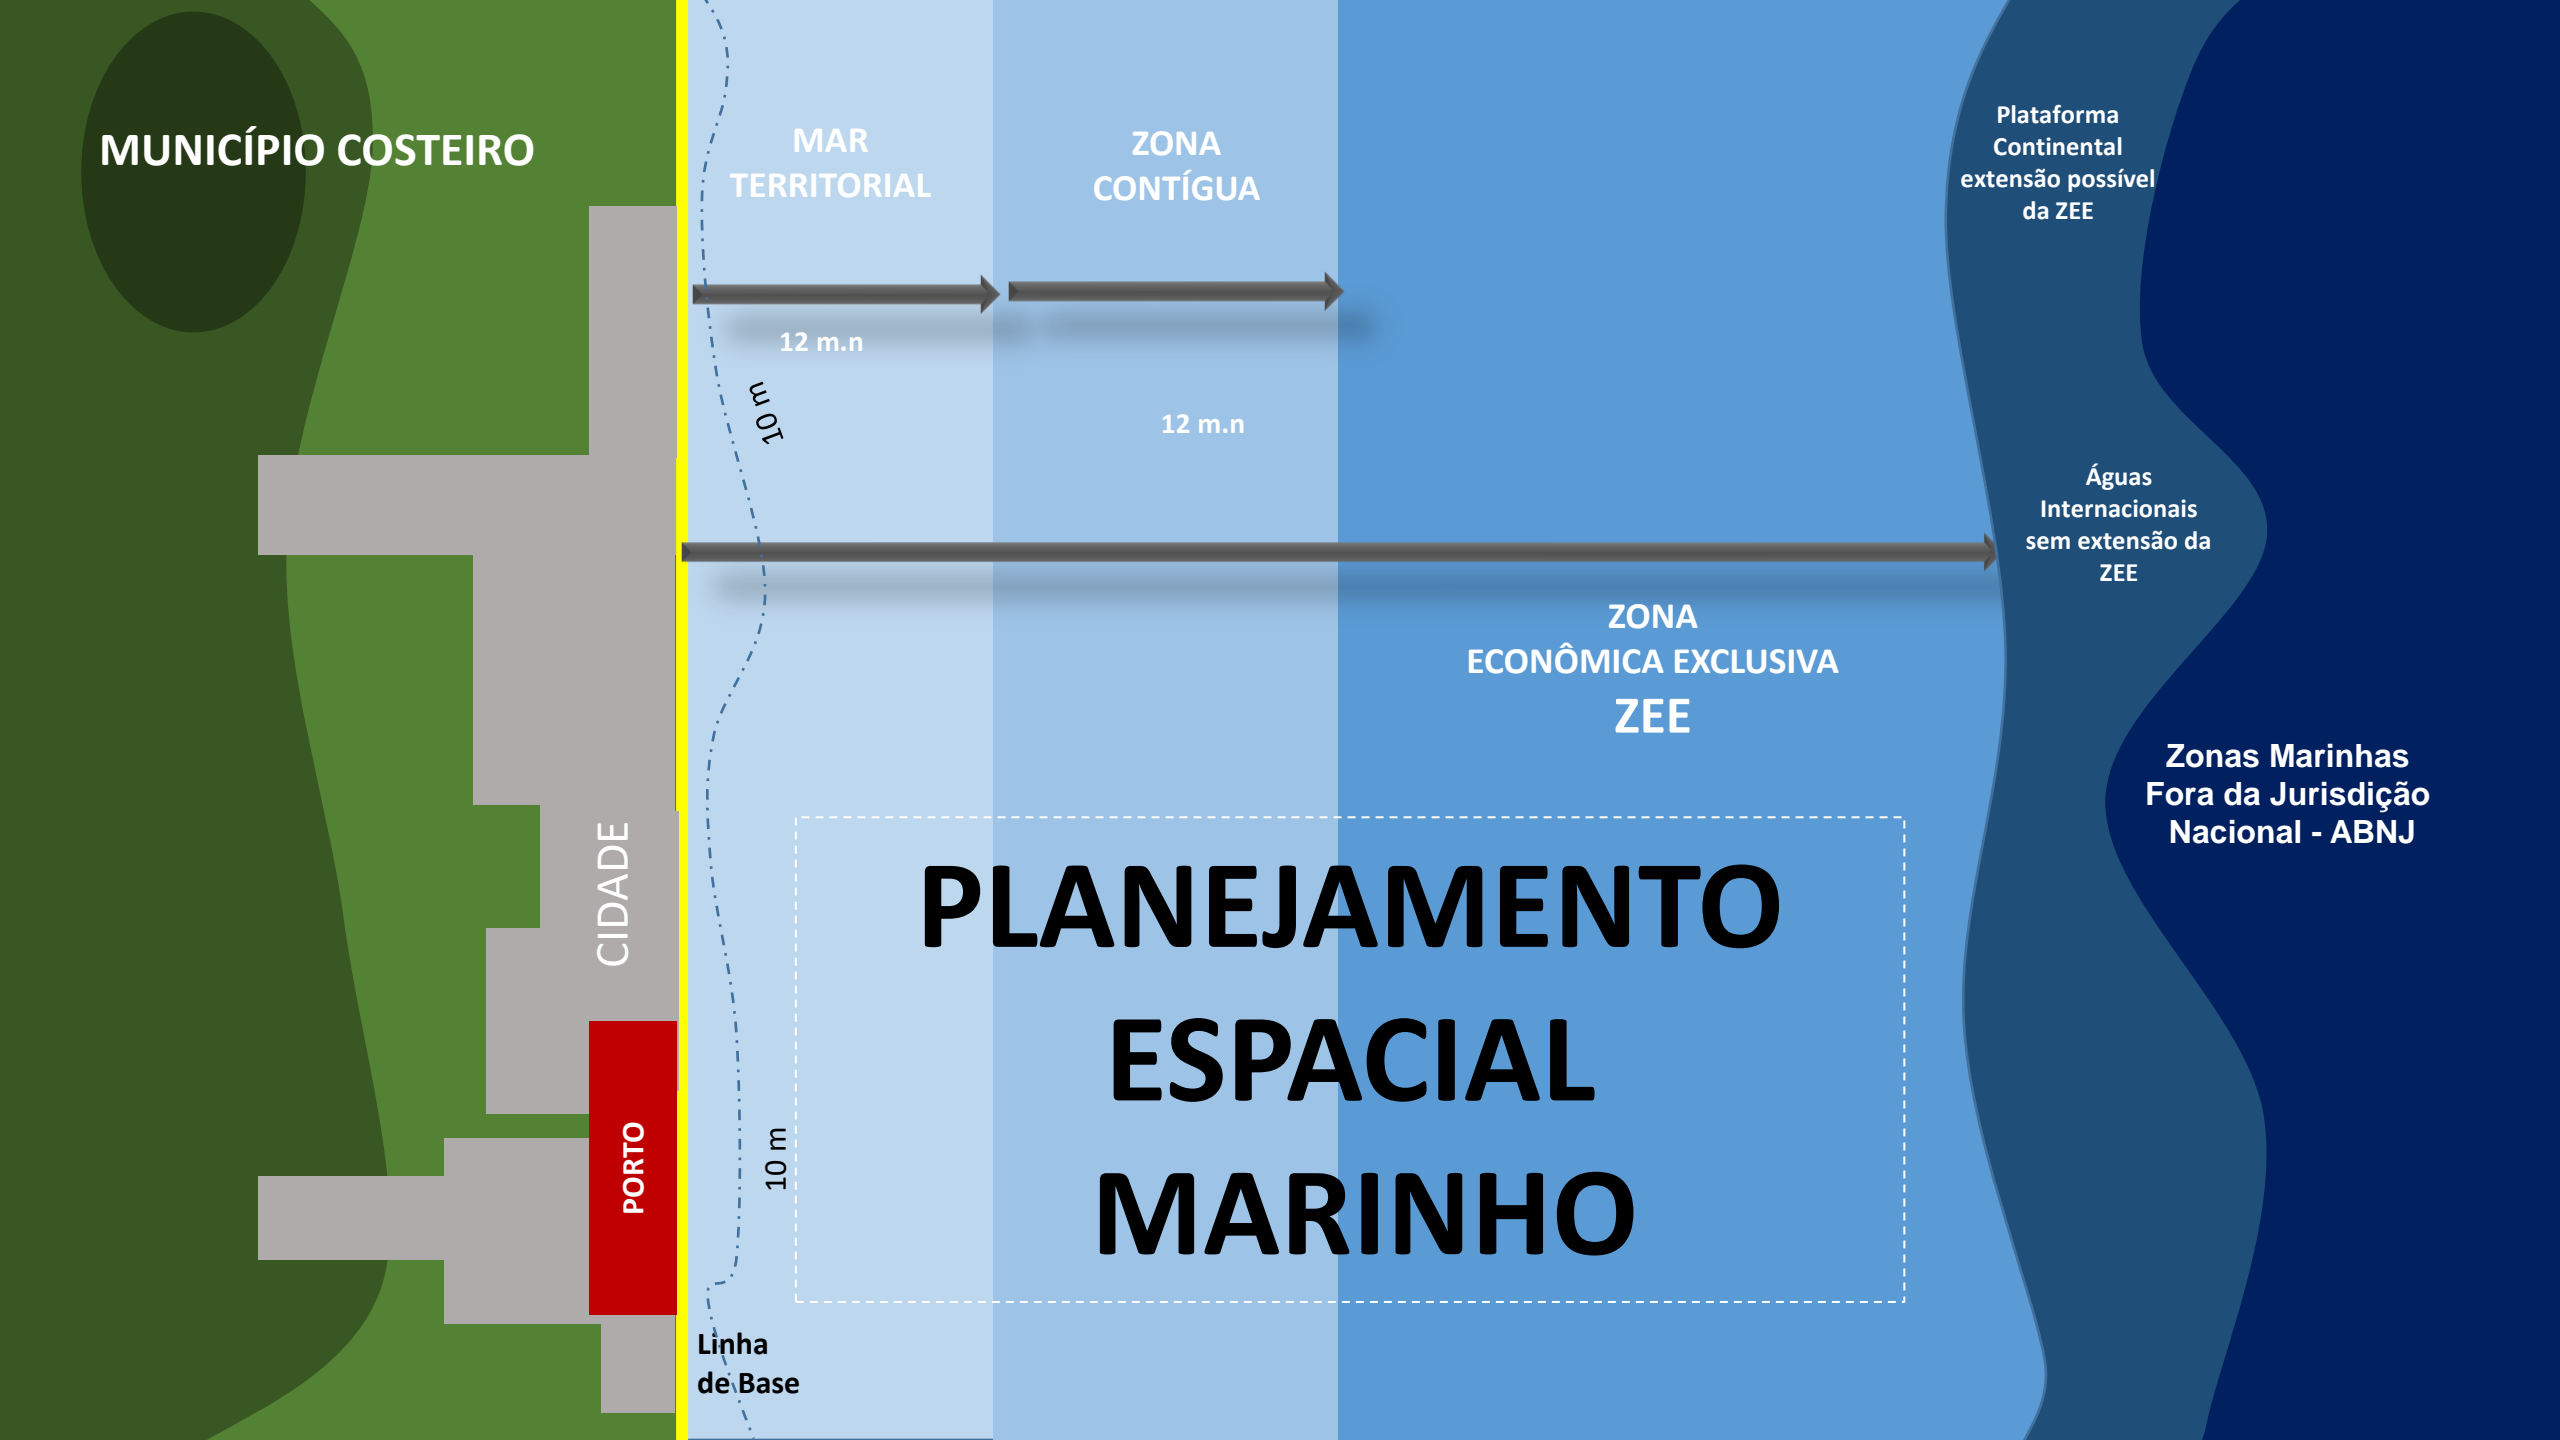 MUNICÍPIO COSTEIRO
MAR
TERRITORIAL
ZONA
CONTÍGUA
Plataforma
Continental
extensão possível
da ZEE
12 m.n
10 m
12 m.n
Águas
Internacionais
sem extensão da
ZEE
ZONA
ECONÔMICA EXCLUSIVA
ZEE
Zonas Marinhas
Fora da Jurisdição
Nacional - ABNJ
CIDADE
PLANEJAMENTO
ESPACIAL
MARINHO
PORTO
10 m
Linha
de Base